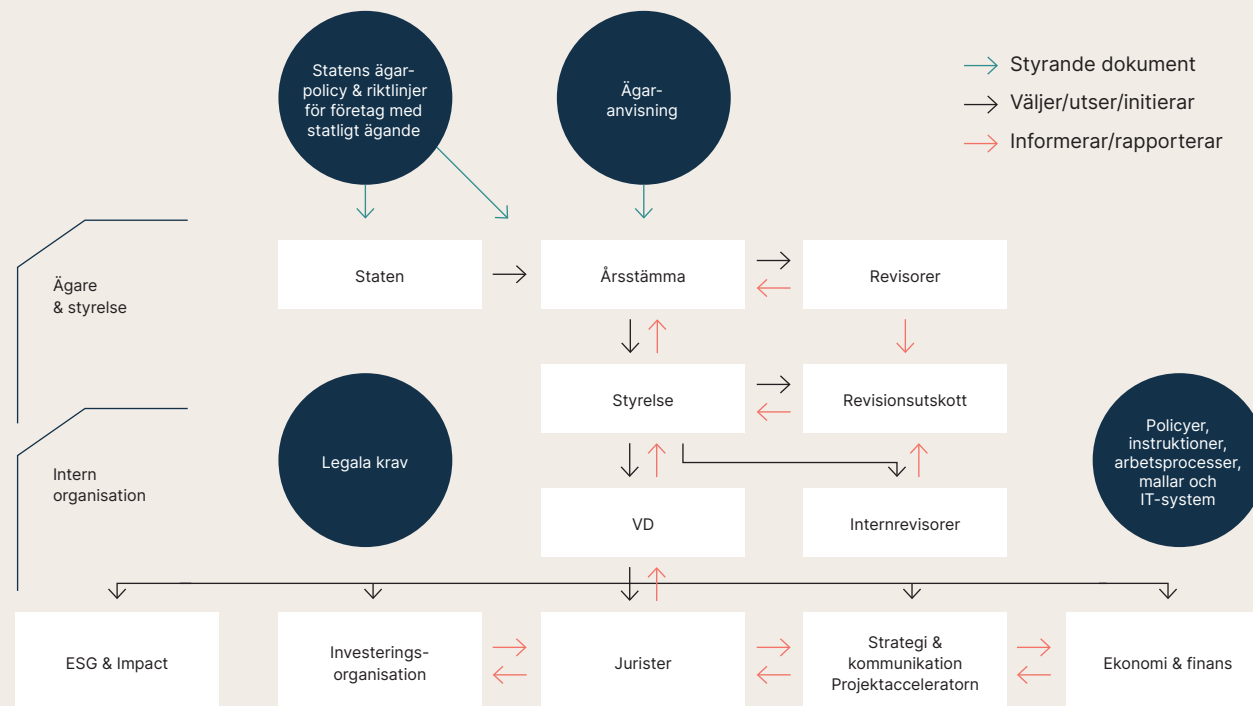 Statens ägar-
policy & riktlinjer
för företag med
statligt ägande
Ägar-
anvisning
Styrande dokument
Väljer/utser/initierar
Informerar/rapporterar
Ägare
& styrelse
Staten
Årsstämma
Revisorer
Styrelse
Revisionsutskott
Intern
organisation
Legala krav
Policyer,
instruktioner,
arbetsprocesser,
mallar och
IT-system
VD
Internrevisorer
ESG & Impact
Investerings-
organisation
Jurister
Strategi &
kommunikation
Projektacceleratorn
Ekonomi & finans